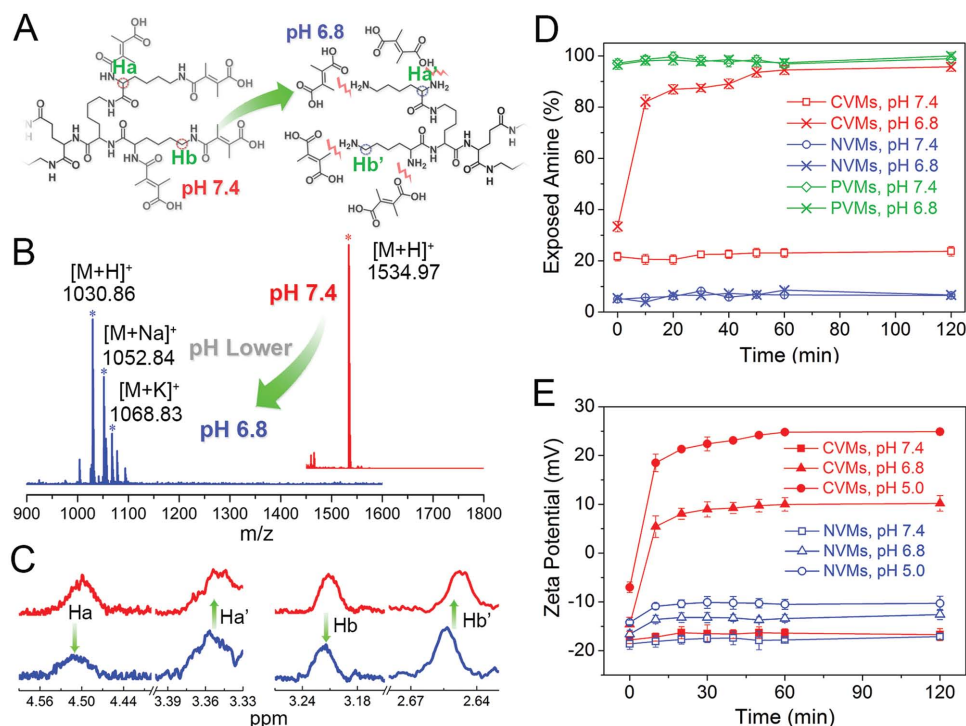 A
pH 6.8
Ha
Ha'
Hb
Hb'
pH 7.4
OH
O
HN
NH
H
N
H₂N
NH₂
HO
B
[M+H]⁺
1030.86
[M+Na]⁺
1052.84
[M+K]⁺
1068.83
pH 7.4
pH Lower
pH 6.8
[M+H]⁺
1534.97
900 1000 1100 1200 1300 1400 1500 1600 1700 1800
m/z
C
Ha
Ha'
Hb
Hb'
4.56 4.50 4.44 3.39 3.36 3.33 3.24 3.18 2.67 2.64
ppm
D
Exposed Amine (%)
100
80
60
40
20
0
CVMs, pH 7.4
CVMs, pH 6.8
NVMs, pH 7.4
NVMs, pH 6.8
PVMs, pH 7.4
PVMs, pH 6.8
0 20 40 60 80 100 120
Time (min)
E
Zeta Potential (mV)
30
20
10
0
-10
-20
CVMs, pH 7.4
CVMs, pH 6.8
CVMs, pH 5.0
NVMs, pH 7.4
NVMs, pH 6.8
NVMs, pH 5.0
0 30 60 90 120
Time (min)